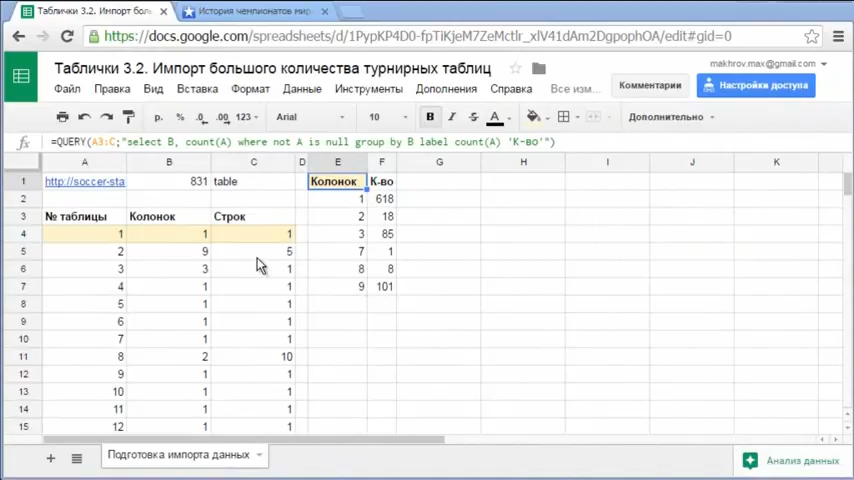 Таблички 3.2. Импорт бол
История чемпионатов мир
https://docs.google.com/spreadsheets/d/1PypKP4D0-fpTiKjeM7ZeMctlr_xlV41dAm2DgpophOA/edit#gid=0
Таблички 3.2. Импорт большого количества турнирных таблиц
makhrov.max@gmail.com
Файл Правка Вид Вставка Формат Данные Инструменты Дополнения Справка Все изм...
Комментарии
Настройки доступа
р. % .0 .00 123 Arial 10 B I S A Дополнительно
fx =QUERY(A3:C;"select B, count(A) where not A is null group by B label count(A) 'К-во'")
A B C D E F G H I J K
1 http://soccer-sta 831 table Колонок К-во
2 1 618
3 № таблицы Колонок Строк 2 18
4 1 1 1 3 85
5 2 9 5 7 1
6 3 3 1 8 8
7 4 1 1 9 101
8 5 1 1
9 6 1 1
10 7 1 1
11 8 2 10
12 9 1 1
13 10 1 1
14 11 1 1
15 12 1 1
Подготовка импорта данных
Анализ данных